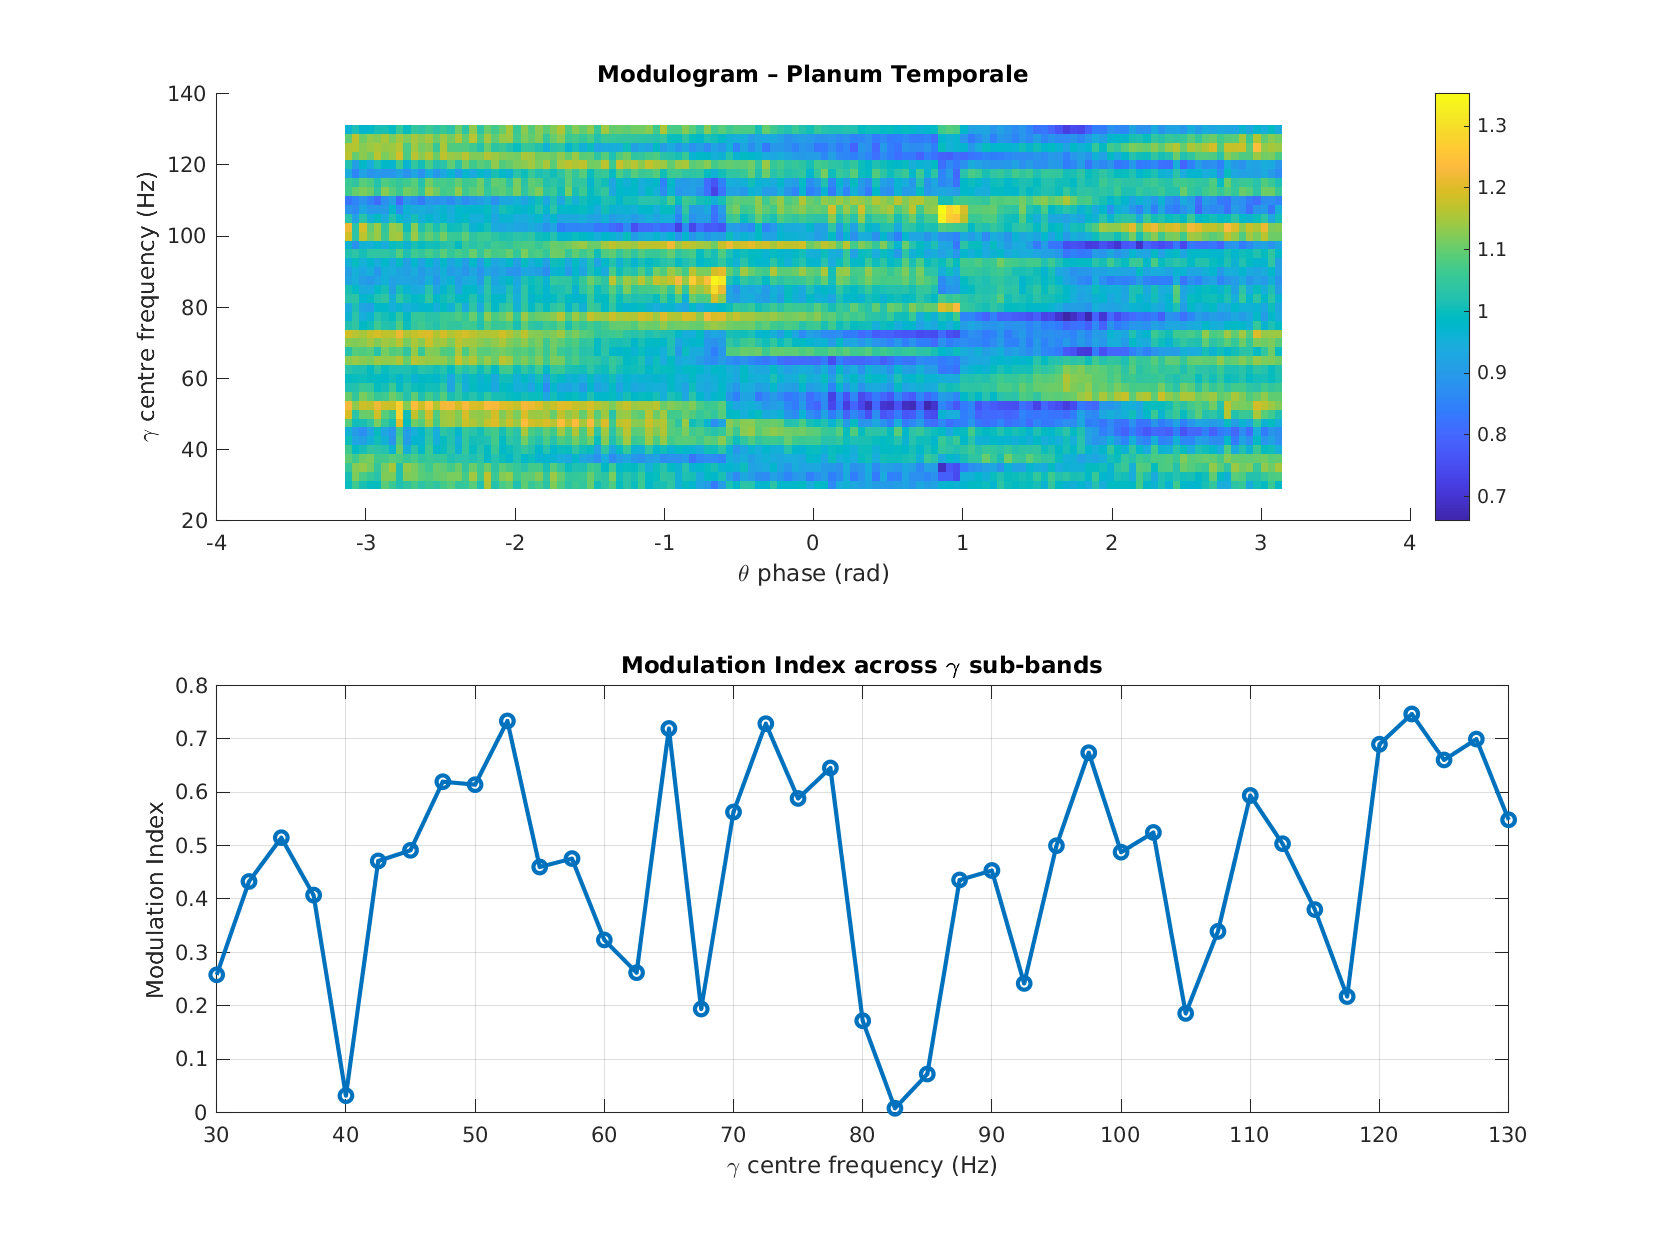 Modulogram – Planum Temporale
140
120
100
80
60
40
20
γ centre frequency (Hz)
-4 -3 -2 -1 0 1 2 3 4
θ phase (rad)
1.3
1.2
1.1
1
0.9
0.8
0.7
Modulation Index across γ sub-bands
0.8
0.7
0.6
0.5
0.4
0.3
0.2
0.1
0
Modulation Index
30 40 50 60 70 80 90 100 110 120 130
γ centre frequency (Hz)